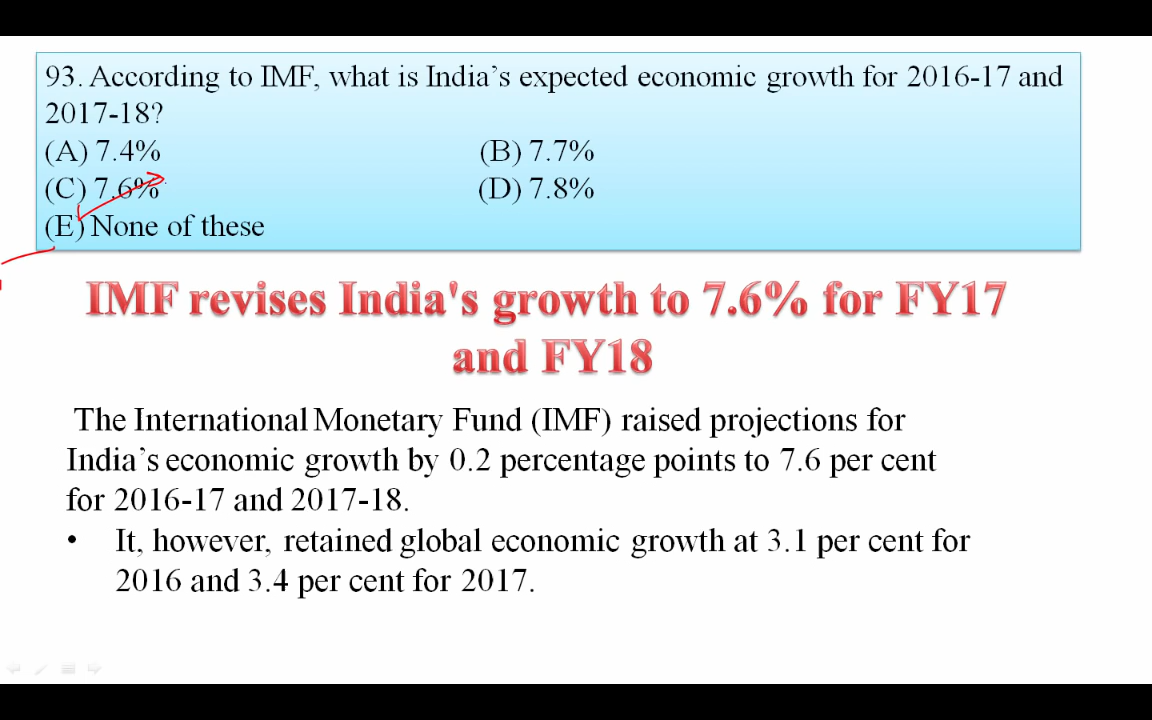 93. According to IMF, what is India's expected economic growth for 2016-17 and
2017-18?
(A) 7.4% (B) 7.7%
(C) 7.6% (D) 7.8%
(E) None of these
IMF revises India's growth to 7.6% for FY17
and FY18
The International Monetary Fund (IMF) raised projections for
India's economic growth by 0.2 percentage points to 7.6 per cent
for 2016-17 and 2017-18.
• It, however, retained global economic growth at 3.1 per cent for
2016 and 3.4 per cent for 2017.